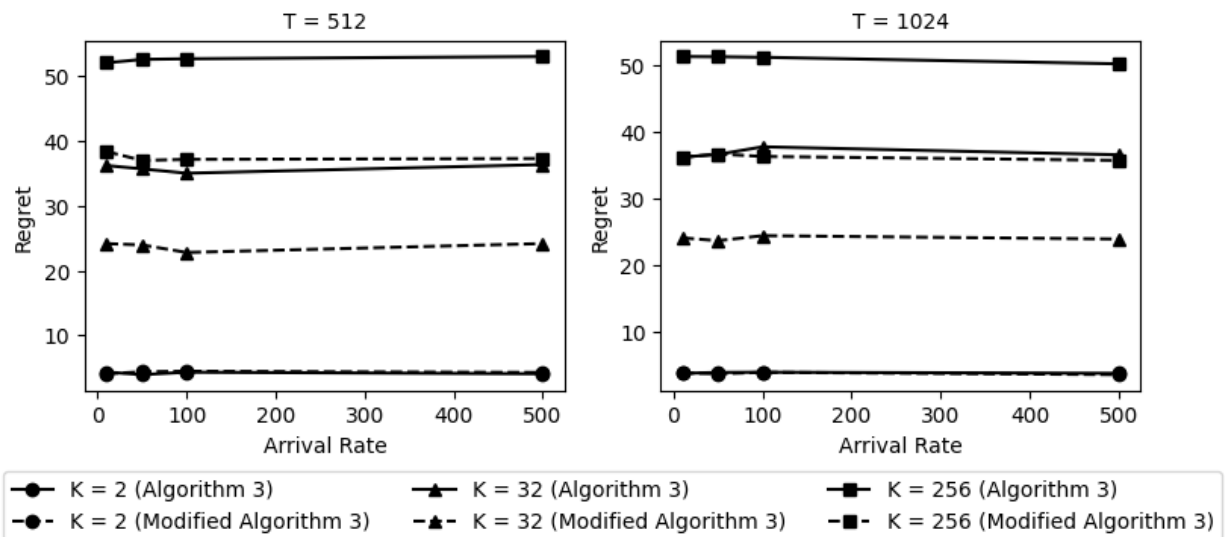 T = 512
T = 1024
50
40
30
20
10
Regret
0
100
200
300
400
500
Arrival Rate
50
40
30
20
10
Regret
0
100
200
300
400
500
Arrival Rate
K = 2 (Algorithm 3)
K = 2 (Modified Algorithm 3)
K = 32 (Algorithm 3)
K = 32 (Modified Algorithm 3)
K = 256 (Algorithm 3)
K = 256 (Modified Algorithm 3)